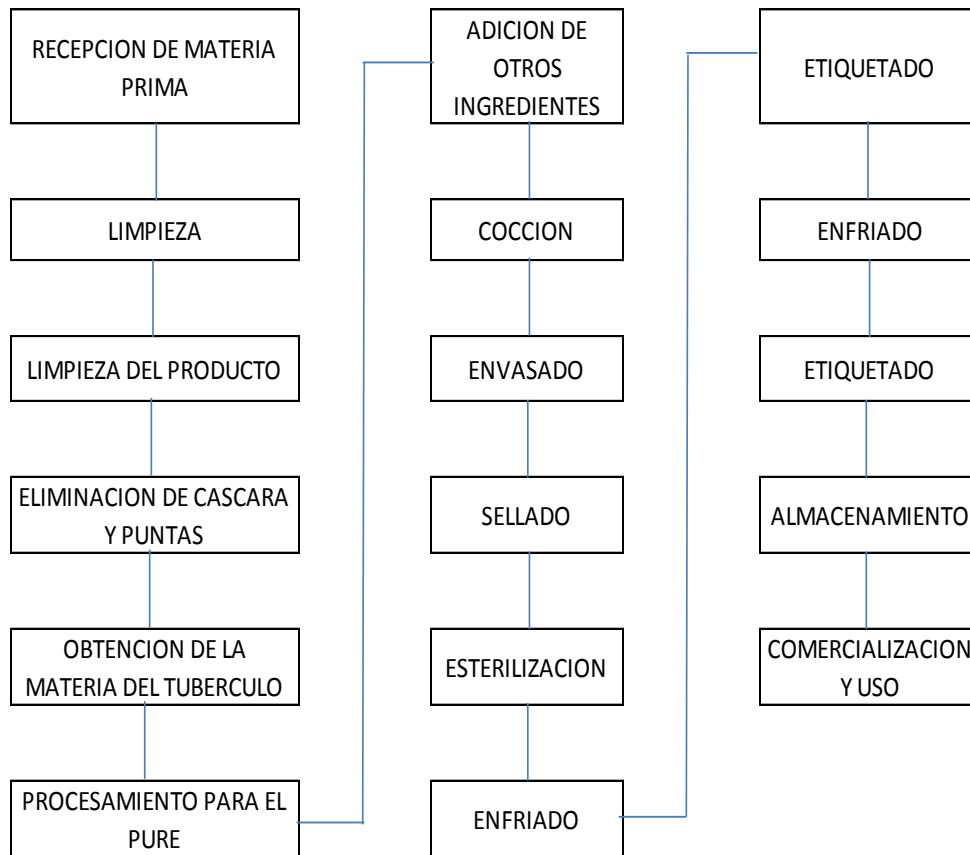 RECEPCION DE MATERIA
PRIMA
LIMPIEZA
LIMPIEZA DEL PRODUCTO
ELIMINACION DE CASCARA
Y PUNTAS
OBTENCION DE LA
MATERIA DEL TUBERCULO
PROCESAMIENTO PARA EL
PURE
ADICION DE
OTROS
INGREDIENTES
COCCION
ENVASADO
SELLADO
ESTERILIZACION
ENFRIADO
ETIQUETADO
ENFRIADO
ETIQUETADO
ALMACENAMIENTO
COMERCIALIZACION
Y USO